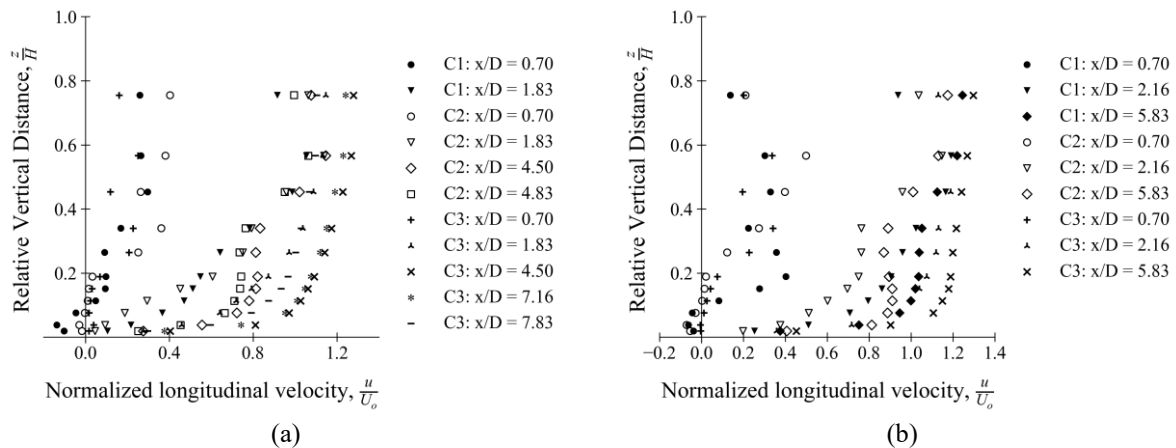 1.0
0.8
0.6
0.4
0.2
0.0 0.4 0.8 1.2
Relative Vertical Distance, z/H
Normalized longitudinal velocity, u/U_o
C1: x/D = 0.70
C1: x/D = 1.83
C2: x/D = 0.70
C2: x/D = 1.83
C2: x/D = 4.50
C2: x/D = 4.83
C3: x/D = 0.70
C3: x/D = 1.83
C3: x/D = 4.50
C3: x/D = 7.16
C3: x/D = 7.83
(a)
1.0
0.8
0.6
0.4
0.2
−0.2 0.0 0.2 0.4 0.6 0.8 1.0 1.2 1.4
Relative Vertical Distance, z/H
Normalized longitudinal velocity, u/U_o
C1: x/D = 0.70
C1: x/D = 2.16
C1: x/D = 5.83
C2: x/D = 0.70
C2: x/D = 2.16
C2: x/D = 5.83
C3: x/D = 0.70
C3: x/D = 2.16
C3: x/D = 5.83
(b)